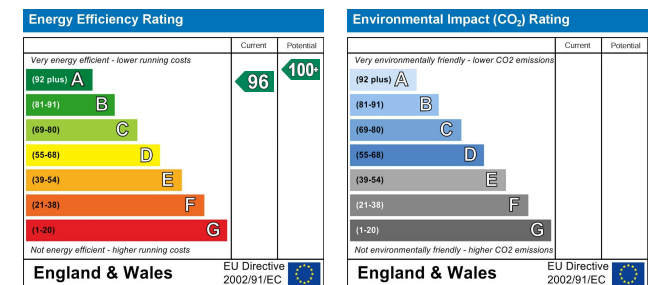 Energy Efficiency Rating
Current Potential
Very energy efficient - lower running costs
(92 plus) A
(81-91) B
(69-80) C
(55-68) D
(39-54) E
(21-38) F
(1-20) G
96
100+
Not energy efficient - higher running costs
England & Wales
EU Directive
2002/91/EC
Environmental Impact (CO₂) Rating
Current Potential
Very environmentally friendly - lower CO2 emissions
(92 plus) A
(81-91) B
(69-80) C
(55-68) D
(39-54) E
(21-38) F
(1-20) G
Not environmentally friendly - higher CO2 emissions
England & Wales
EU Directive
2002/91/EC